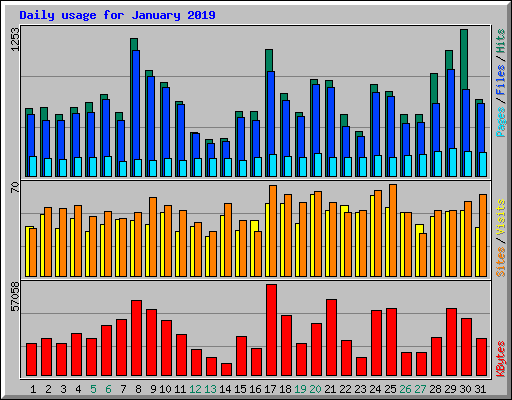 Daily usage for January 2019
1253
Pages / Files / Hits
70
Sites / Visits
57058
KBytes
1 2 3 4 5 6 7 8 9 10 11 12 13 14 15 16 17 18 19 20 21 22 23 24 25 26 27 28 29 30 31